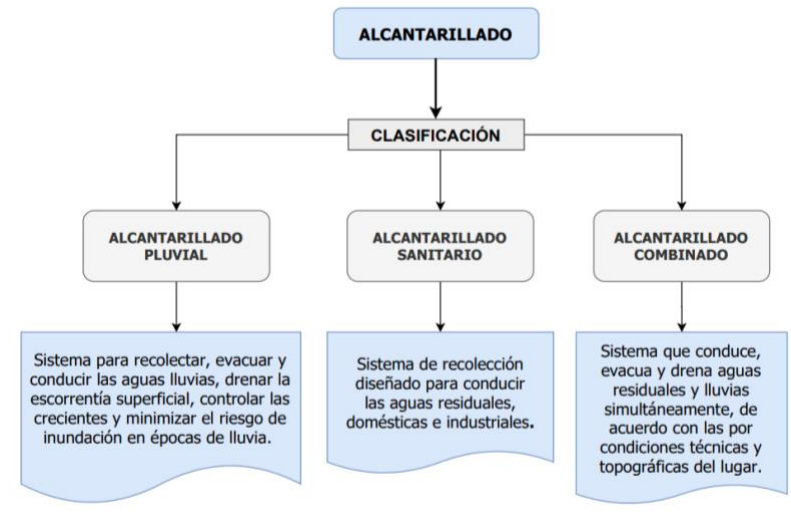 ALCANTARILLADO
CLASIFICACIÓN
ALCANTARILLADO
PLUVIAL
ALCANTARILLADO
SANITARIO
ALCANTARILLADO
COMBINADO
Sistema para recolectar, evacuar y
conducir las aguas lluvias, drenar la
escorrentía superficial, controlar las
crecientes y minimizar el riesgo de
inundación en épocas de lluvia.
Sistema de recolección
diseñado para conducir
las aguas residuales,
domésticas e industriales.
Sistema que conduce,
evacua y drena aguas
residuales y lluvias
simultáneamente, de
acuerdo con las por
condiciones técnicas y
topográficas del lugar.